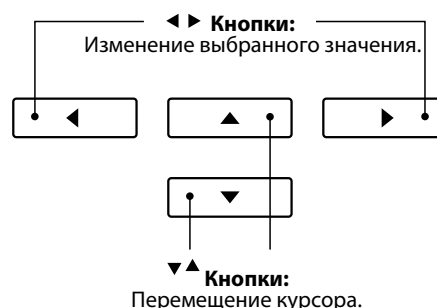 ◀ ▶ Кнопки:
Изменение выбранного значения.
▼▲ Кнопки:
Перемещение курсора.